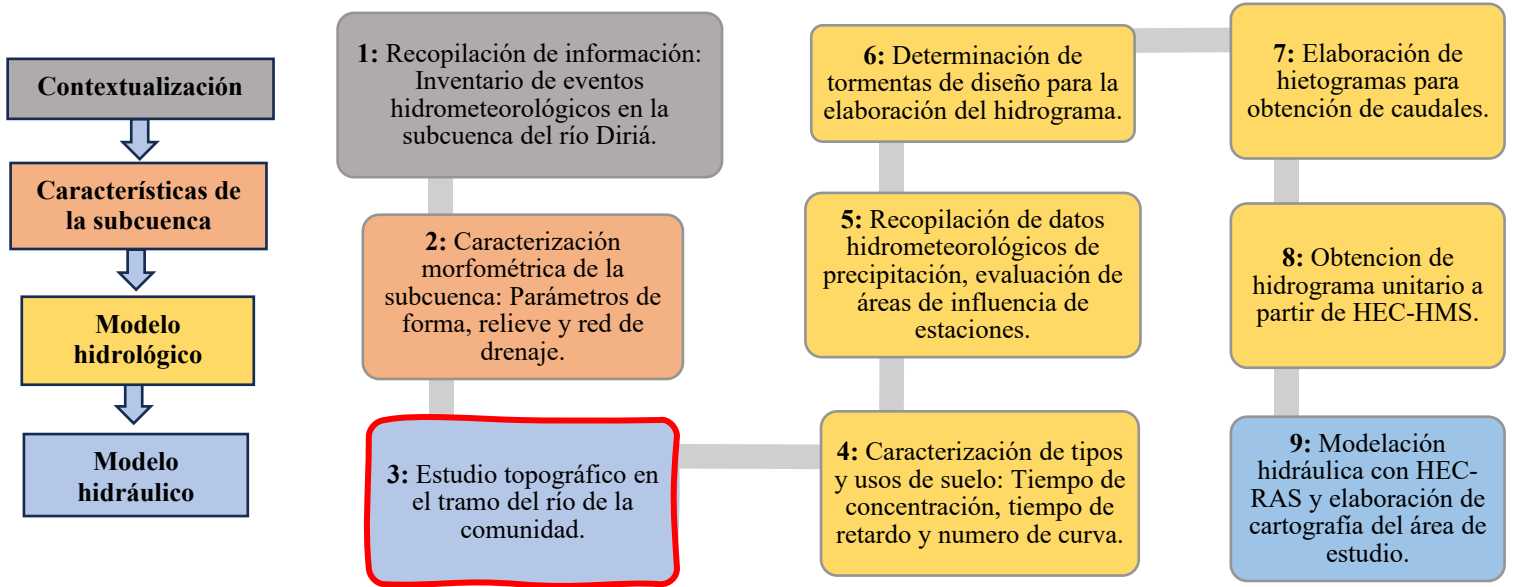 Contextualización
Características de
la subcuenca
Modelo
hidrológico
Modelo
hidráulico
1: Recopilación de información:
Inventario de eventos
hidrometeorológicos en la
subcuenca del río Diriá.
2: Caracterización
morfométrica de la
subcuenca: Parámetros de
forma, relieve y red de
drenaje.
3: Estudio topográfico en
el tramo del río de la
comunidad.
4: Caracterización de tipos
y usos de suelo: Tiempo de
concentración, tiempo de
retardo y numero de curva.
5: Recopilación de datos
hidrometeorológicos de
precipitación, evaluación de
áreas de influencia de
estaciones.
6: Determinación de
tormentas de diseño para la
elaboración del hidrograma.
7: Elaboración de
hietogramas para
obtención de caudales.
8: Obtencion de
hidrograma unitario a
partir de HEC-HMS.
9: Modelación
hidráulica con HEC-
RAS y elaboración de
cartografía del área de
estudio.